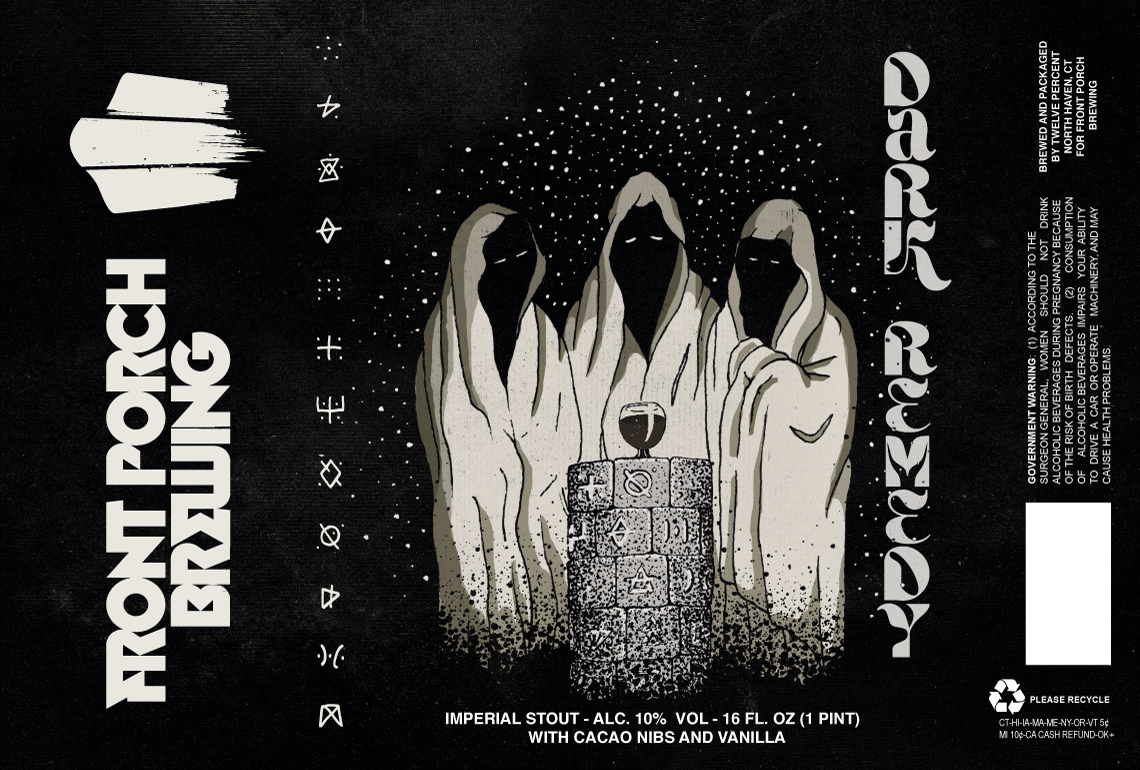 FRONT PORCH
BREWING
KRAD
IMPERIAL STOUT - ALC. 10% VOL - 16 FL. OZ (1 PINT)
WITH CACAO NIBS AND VANILLA
BREWED AND PACKAGED
BY TWELVE PERCENT
NORTH HAVEN, CT
FOR FRONT PORCH
BREWING
GOVERNMENT WARNING: (1) ACCORDING TO THE
SURGEON GENERAL, WOMEN SHOULD NOT DRINK
ALCOHOLIC BEVERAGES DURING PREGNANCY BECAUSE
OF THE RISK OF BIRTH DEFECTS. (2) CONSUMPTION
OF ALCOHOLIC BEVERAGES IMPAIRS YOUR ABILITY
TO DRIVE A CAR OR OPERATE MACHINERY, AND MAY
CAUSE HEALTH PROBLEMS.
PLEASE RECYCLE
CT-HI-IA-MA-ME-NY-OR-VT 5¢
MI 10¢-CA CASH REFUND-OK+